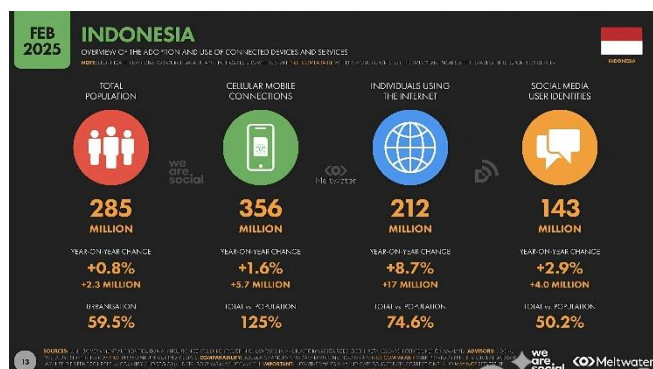 FEB
2025
INDONESIA
OVERVIEW OF THE ADOPTION AND USE OF CONNECTED DEVICES AND SERVICES
INDONESIA
TOTAL
POPULATION
CELLULAR MOBILE
CONNECTIONS
INDIVIDUALS USING
THE INTERNET
SOCIAL MEDIA
USER IDENTITIES
we
are.
social
Meltwater
285
MILLION
356
MILLION
212
MILLION
143
MILLION
YEAR-ON-YEAR CHANGE
+0.8%
+2.3 MILLION
YEAR-ON-YEAR CHANGE
+1.6%
+5.7 MILLION
YEAR-ON-YEAR CHANGE
+8.7%
+17 MILLION
YEAR-ON-YEAR CHANGE
+2.9%
+4.0 MILLION
URBANISATION
59.5%
TOTAL vs. POPULATION
125%
TOTAL vs. POPULATION
74.6%
TOTAL vs. POPULATION
50.2%
13
SOURCES:
we
are.
social
Meltwater